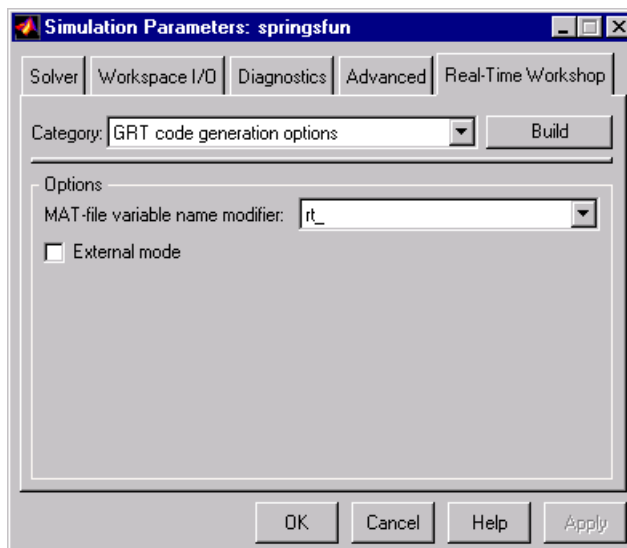 Simulation Parameters: springsfun
Solver Workspace I/O Diagnostics Advanced Real-Time Workshop
Category: GRT code generation options Build
Options
MAT-file variable name modifier: rt_
External mode
OK Cancel Help Apply